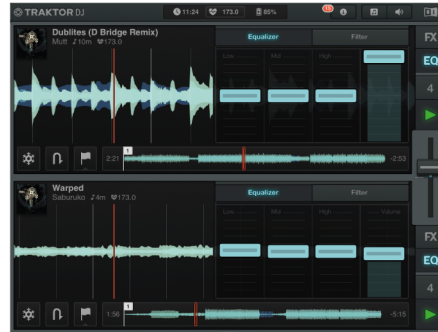 TRAKTOR DJ
11:24
173.0
85%
13
Dublites (D Bridge Remix)
Mutt ♪10m 173.0
Equalizer
Filter
Low
Mid
High
FX
EQ
4
1
2:21
-2:53
Warped
Saburuko ♪4m 173.0
Equalizer
Filter
Low
Mid
High
Volume
FX
EQ
4
1
1:56
-5:15